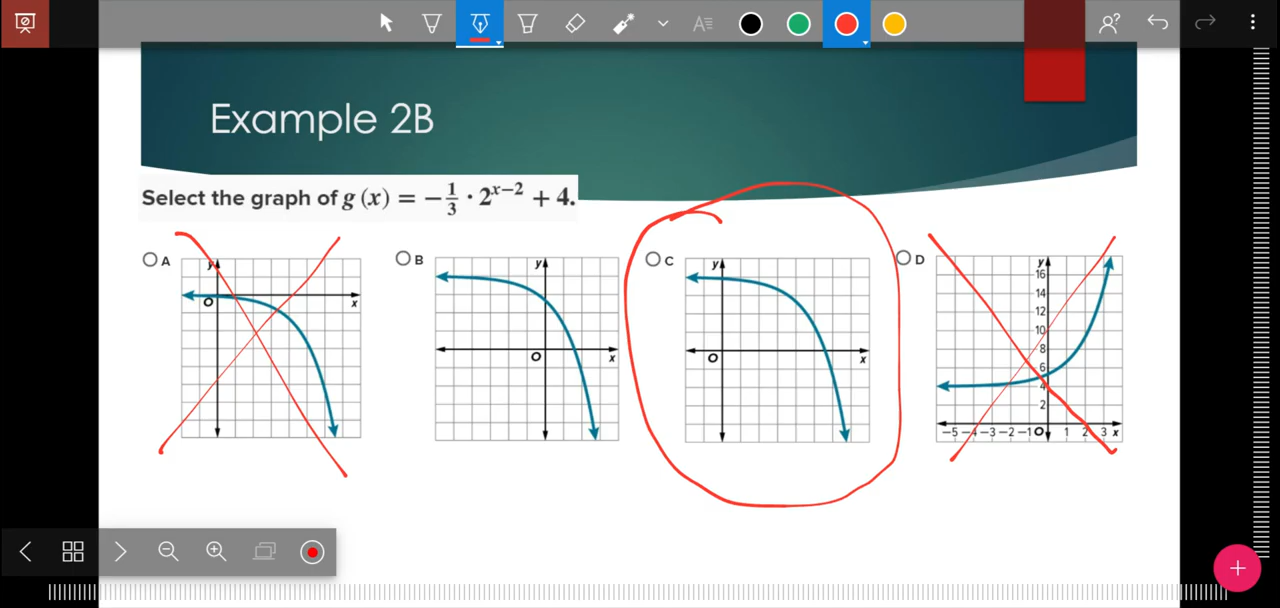 Example 2B
Select the graph of g (x) = −1/3 · 2^{x−2} + 4.
A
y
O
x
B
y
O
x
C
y
O
x
D
y
16
14
12
10
8
6
4
2
−5 −4 −3 −2 −1 O 1 2 3 x